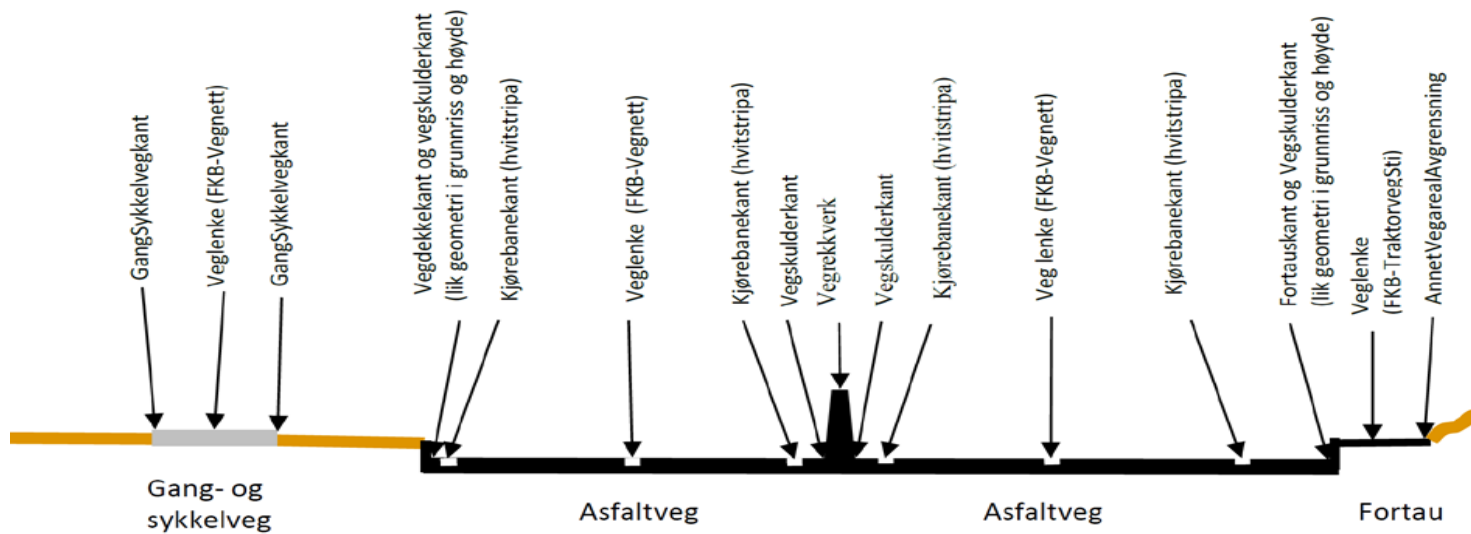 GangSykkelvegkant
Veglenke (FKB-Vegnett)
GangSykkelvegkant
Vegdekkekant og vegskulderkant
(lik geometri i grunnriss og høyde)
Kjørebanekant (hvitstripa)
Veglenke (FKB-Vegnett)
Kjørebanekant (hvitstripa)
Vegskulderkant
Vegrekkverk
Vegskulderkant
Kjørebanekant (hvitstripa)
Veg lenke (FKB-Vegnett)
Kjørebanekant (hvitstripa)
Fortauskant og Vegskulderkant
(lik geometri i grunnriss og høyde)
Veglenke
(FKB-TraktorvegSti)
AnnetVegarealAvgrensning
Gang- og
sykkelveg
Asfaltveg
Asfaltveg
Fortau